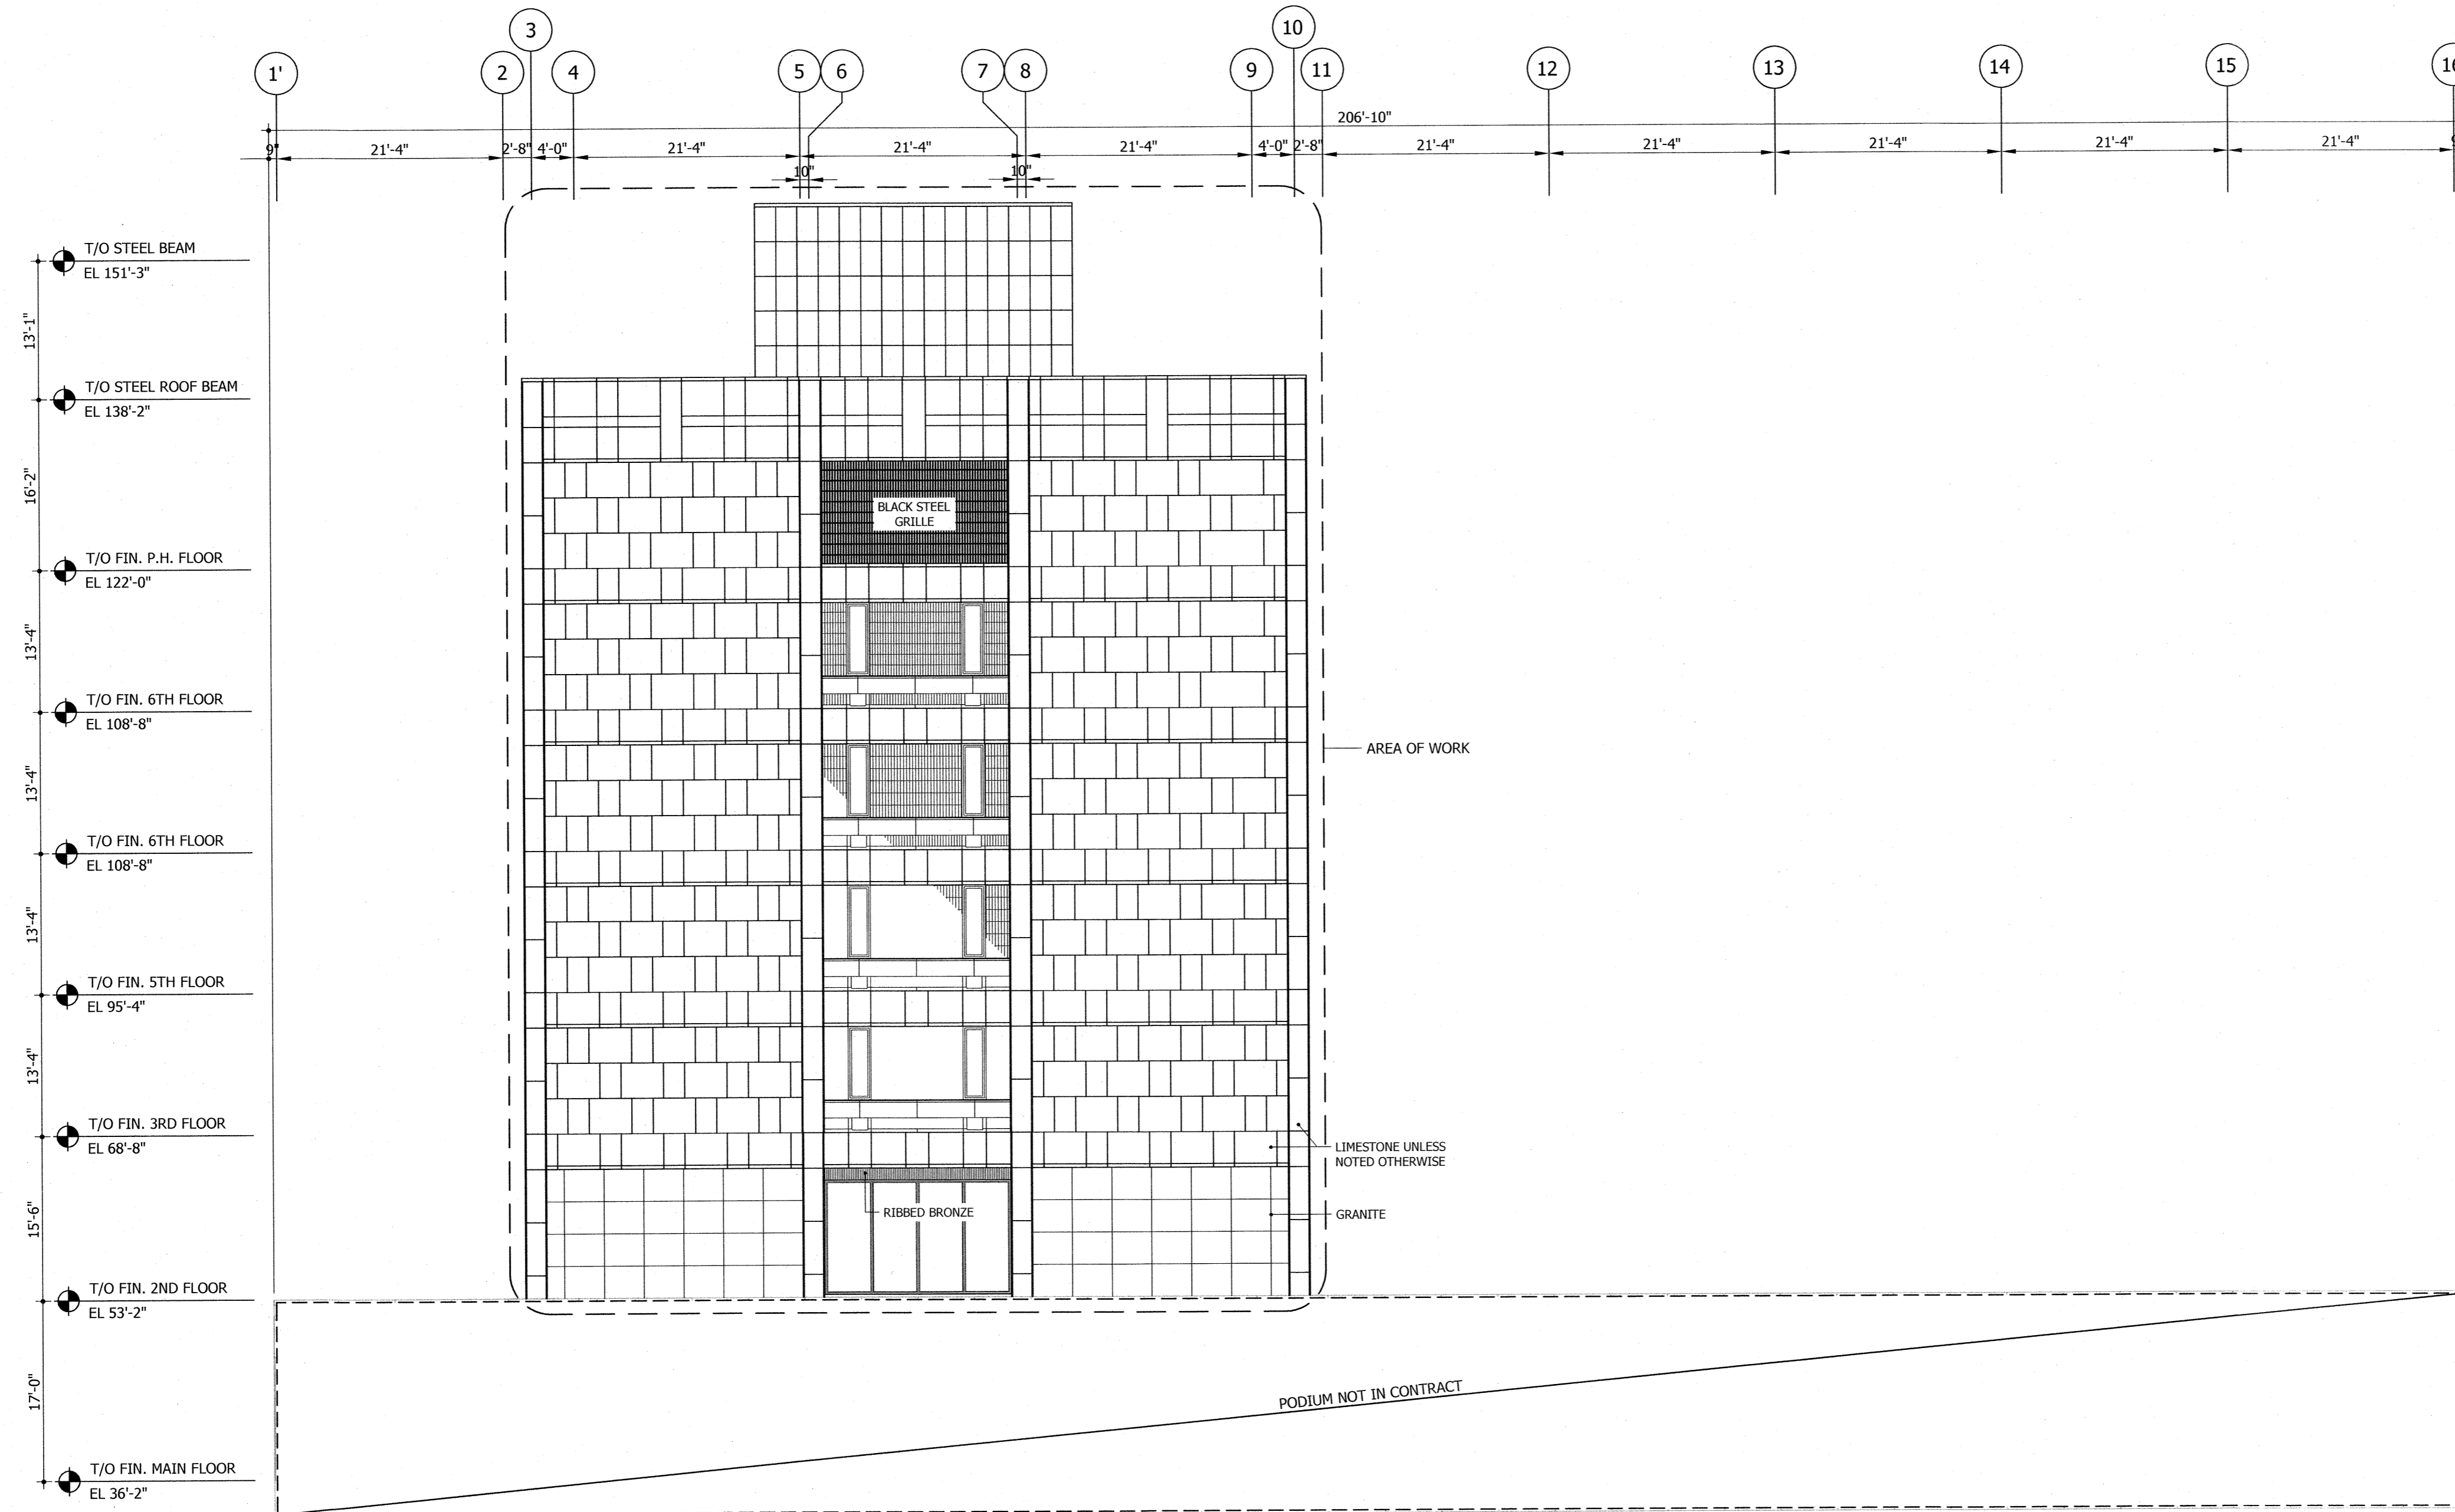 3
10
1'
2
4
5
6
7
8
9
11
12
13
14
15
206'-10"
9"
21'-4"
2'-8"
4'-0"
21'-4"
21'-4"
21'-4"
4'-0"
2'-8"
21'-4"
21'-4"
21'-4"
21'-4"
21'-4"
10"
10"
T/O STEEL BEAM
EL 151'-3"
13'-1"
T/O STEEL ROOF BEAM
EL 138'-2"
16'-2"
BLACK STEEL
GRILLE
T/O FIN. P.H. FLOOR
EL 122'-0"
13'-4"
T/O FIN. 6TH FLOOR
EL 108'-8"
AREA OF WORK
13'-4"
T/O FIN. 6TH FLOOR
EL 108'-8"
13'-4"
T/O FIN. 5TH FLOOR
EL 95'-4"
13'-4"
T/O FIN. 3RD FLOOR
EL 68'-8"
LIMESTONE UNLESS
NOTED OTHERWISE
15'-6"
RIBBED BRONZE
GRANITE
T/O FIN. 2ND FLOOR
EL 53'-2"
17'-0"
PODIUM NOT IN CONTRACT
T/O FIN. MAIN FLOOR
EL 36'-2"